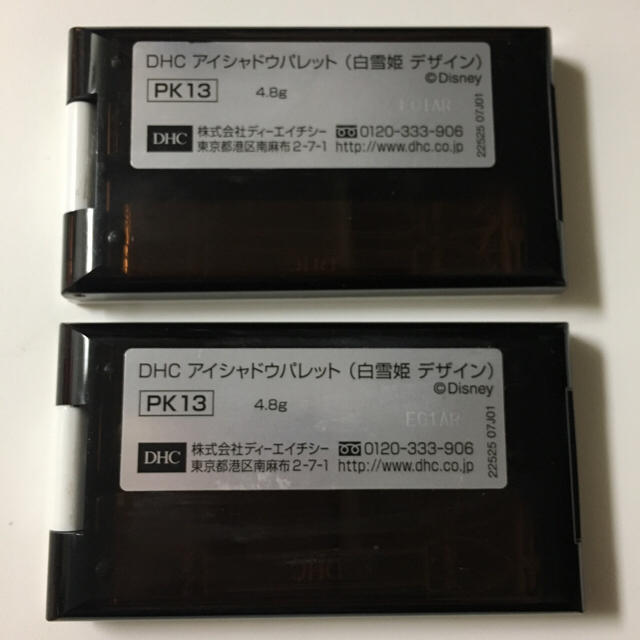 DHC アイシャドウパレット (白雪姫 デザイン)
©Disney
PK13 4.8g
EG1AR
DHC 株式会社ディーエイチシー 0120-333-906
東京都港区南麻布2-7-1 http://www.dhc.co.jp
22525 07J01
DHC アイシャドウパレット (白雪姫 デザイン)
©Disney
PK13 4.8g
EG1AR
DHC 株式会社ディーエイチシー 0120-333-906
東京都港区南麻布2-7-1 http://www.dhc.co.jp
22525 07J01